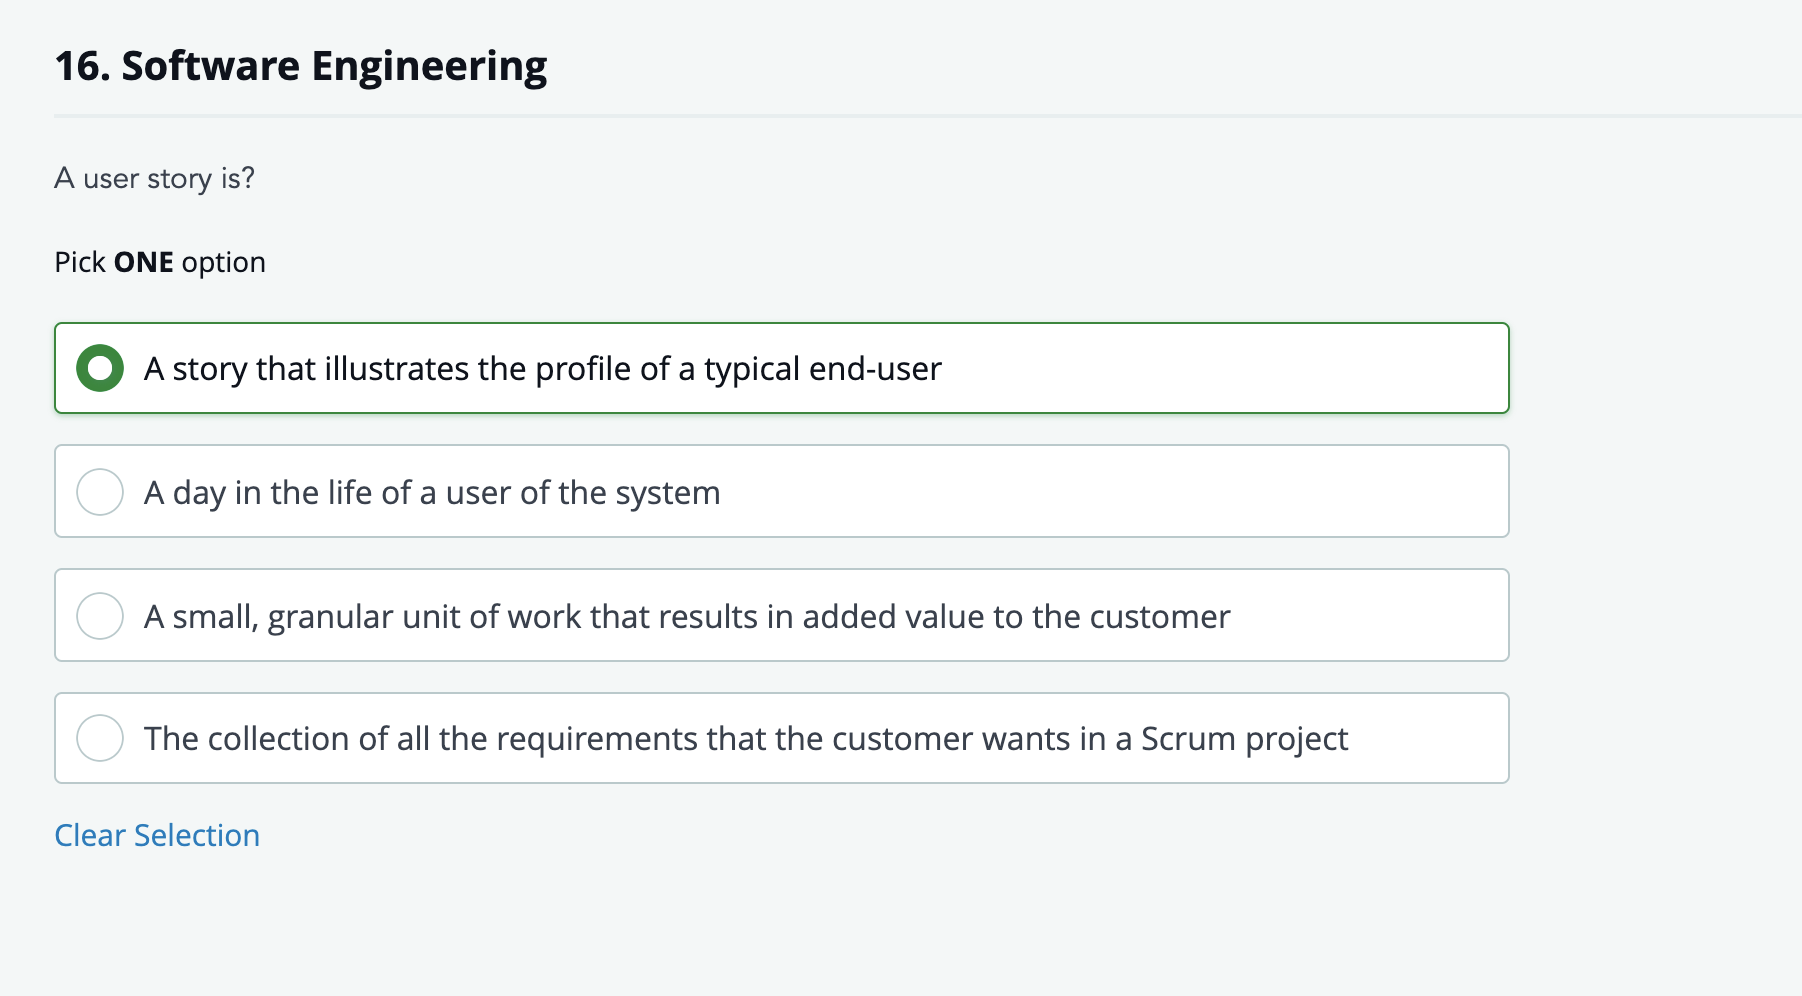 16. Software Engineering
A user story is?
Pick ONE option
A story that illustrates the profile of a typical end-user
A day in the life of a user of the system
A small, granular unit of work that results in added value to the customer
The collection of all the requirements that the customer wants in a Scrum project
Clear Selection